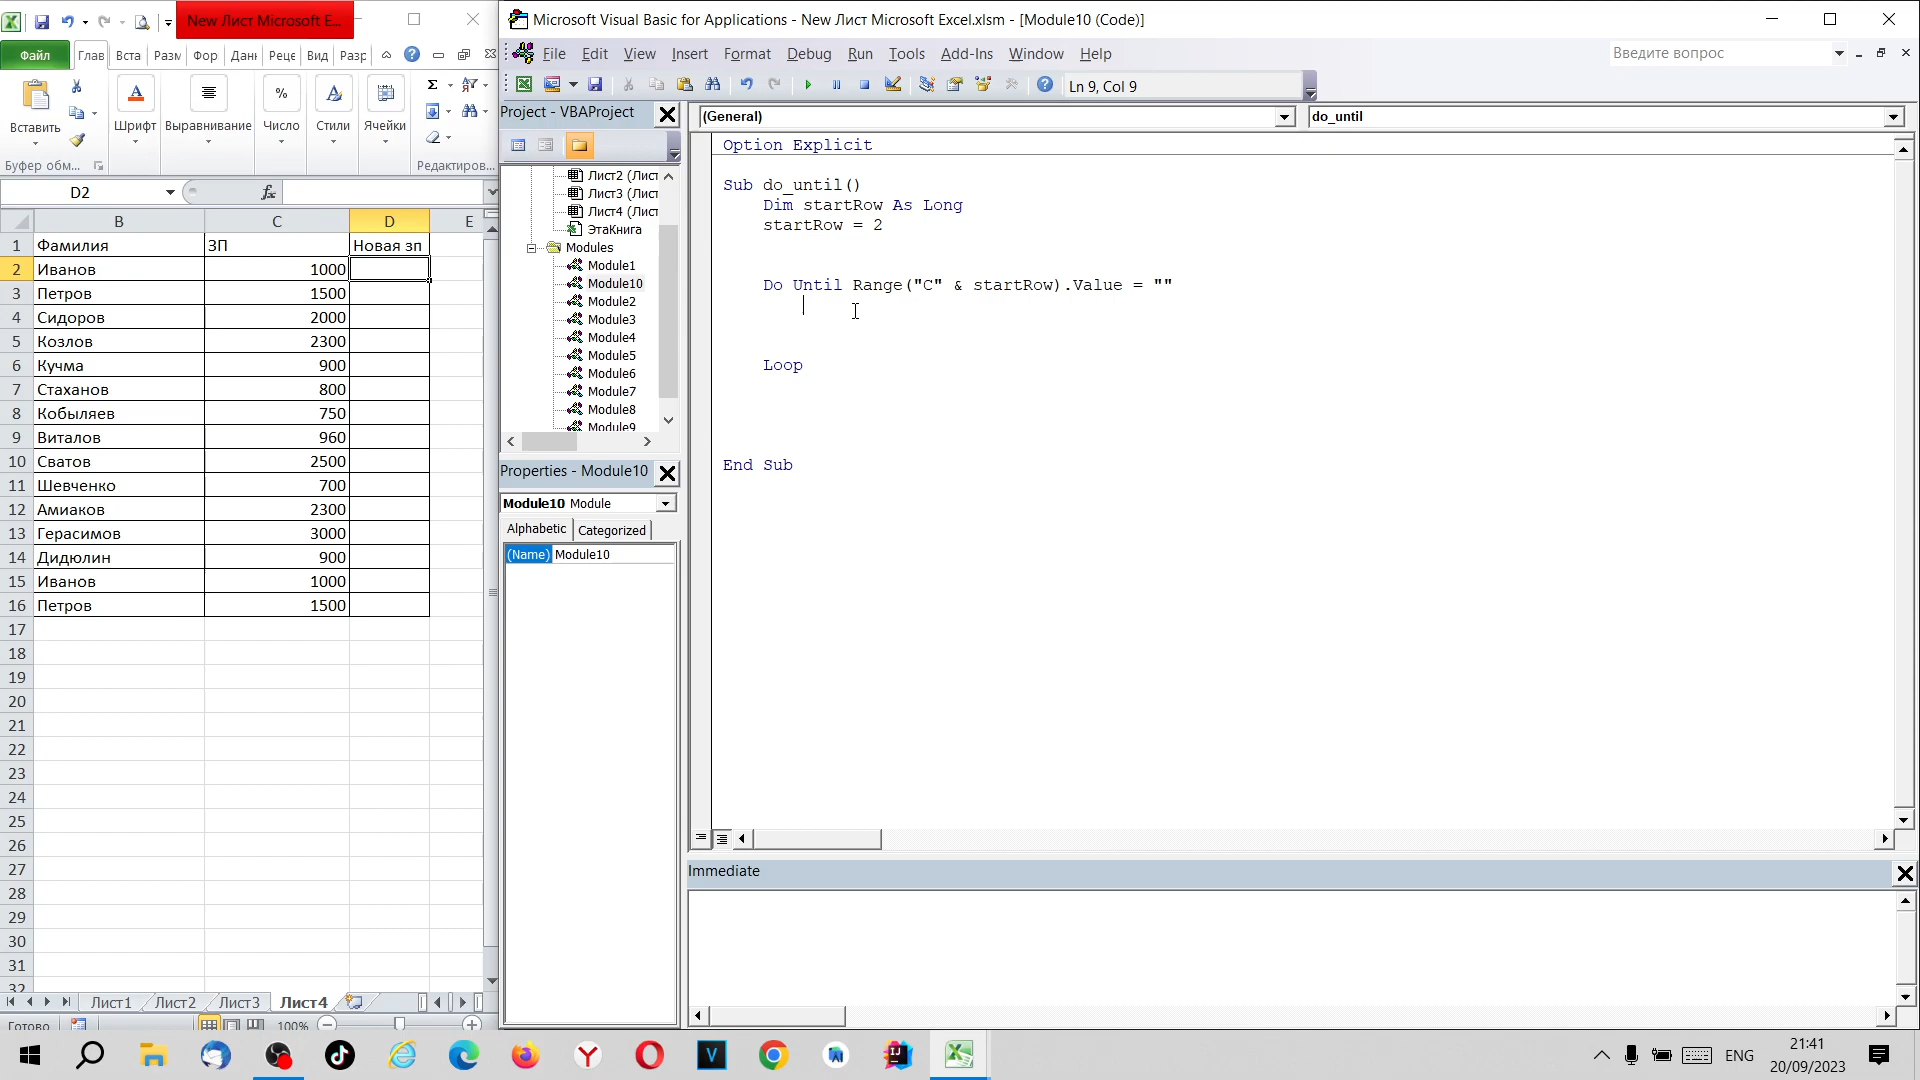 New Лист Microsoft E...
Файл Глав Вста Разм Фор Данн Реце Вид Разр
Вставить Шрифт Выравнивание Число Стили Ячейки
Буфер обм... Редактиров...
D2 fx
B C D E
1 Фамилия ЗП Новая зп
2 Иванов 1000
3 Петров 1500
4 Сидоров 2000
5 Козлов 2300
6 Кучма 900
7 Стаханов 800
8 Кобыляев 750
9 Виталов 960
10 Сватов 2500
11 Шевченко 700
12 Амиаков 2300
13 Герасимов 3000
14 Дидюлин 900
15 Иванов 1000
16 Петров 1500
17
18
19
20
21
22
23
24
25
26
27
28
29
30
31
32
Лист1 Лист2 Лист3 Лист4
Готово 100%
Microsoft Visual Basic for Applications - New Лист Microsoft Excel.xlsm - [Module10 (Code)]
File Edit View Insert Format Debug Run Tools Add-Ins Window Help Введите вопрос
Ln 9, Col 9
Project - VBAProject
Лист2 (Лист
Лист3 (Лист
Лист4 (Лист
ЭтаКнига
Modules
Module1
Module10
Module2
Module3
Module4
Module5
Module6
Module7
Module8
Module9
Properties - Module10
Module10 Module
Alphabetic Categorized
(Name) Module10
(General) do_until
Option Explicit
Sub do_until()
Dim startRow As Long
startRow = 2
Do Until Range("C" & startRow).Value = ""
Loop
End Sub
Immediate
ENG 21:41
20/09/2023